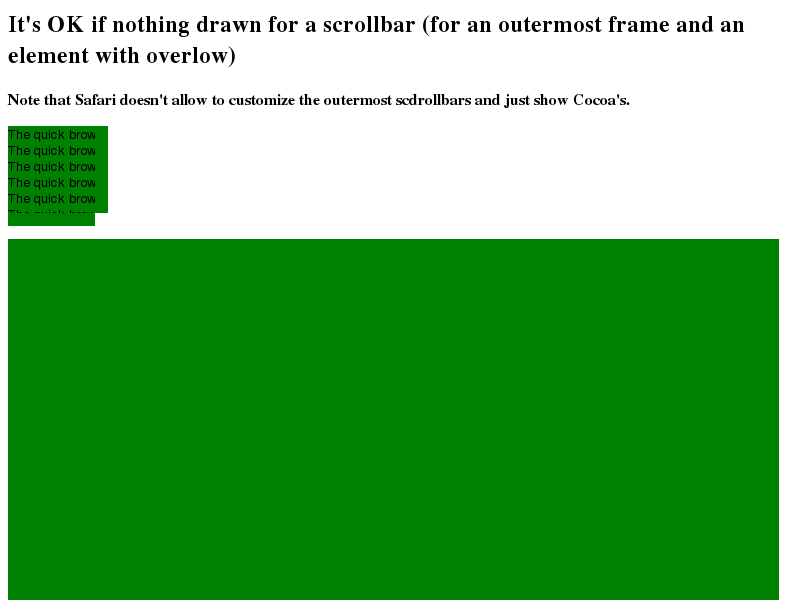 It's OK if nothing drawn for a scrollbar (for an outermost frame and an
element with overlow)
Note that Safari doesn't allow to customize the outermost scdrollbars and just show Cocoa's.
The quick brow
The quick brow
The quick brow
The quick brow
The quick brow